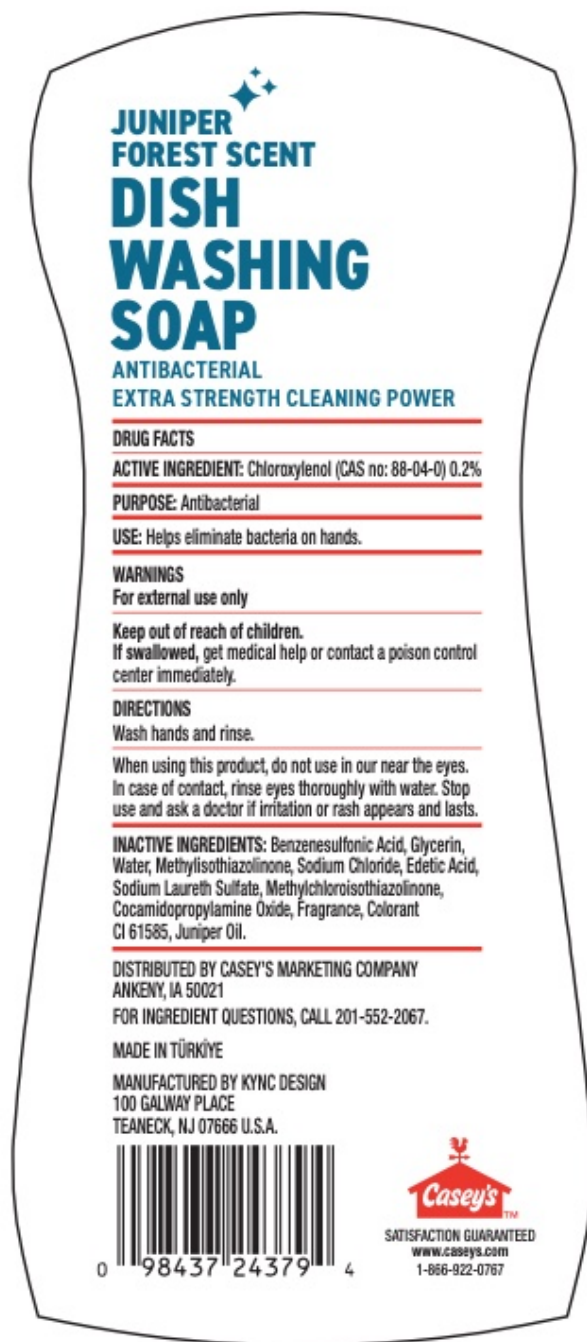 JUNIPER
FOREST SCENT
DISH
WASHING
SOAP
ANTIBACTERIAL
EXTRA STRENGTH CLEANING POWER
DRUG FACTS
ACTIVE INGREDIENT: Chloroxylenol (CAS no: 88-04-0) 0.2%
PURPOSE: Antibacterial
USE: Helps eliminate bacteria on hands.
WARNINGS
For external use only
Keep out of reach of children.
If swallowed, get medical help or contact a poison control
center immediately.
DIRECTIONS
Wash hands and rinse.
When using this product, do not use in our near the eyes.
In case of contact, rinse eyes thoroughly with water. Stop
use and ask a doctor if irritation or rash appears and lasts.
INACTIVE INGREDIENTS: Benzenesulfonic Acid, Glycerin,
Water, Methylisothiazolinone, Sodium Chloride, Edetic Acid,
Sodium Laureth Sulfate, Methylchloroisothiazolinone,
Cocamidopropylamine Oxide, Fragrance, Colorant
CI 61585, Juniper Oil.
DISTRIBUTED BY CASEY'S MARKETING COMPANY
ANKENY, IA 50021
FOR INGREDIENT QUESTIONS, CALL 201-552-2067.
MADE IN TÜRKİYE
MANUFACTURED BY KYNC DESIGN
100 GALWAY PLACE
TEANECK, NJ 07666 U.S.A.
0 98437 24379 4
Casey's TM
SATISFACTION GUARANTEED
www.caseys.com
1-866-922-0767